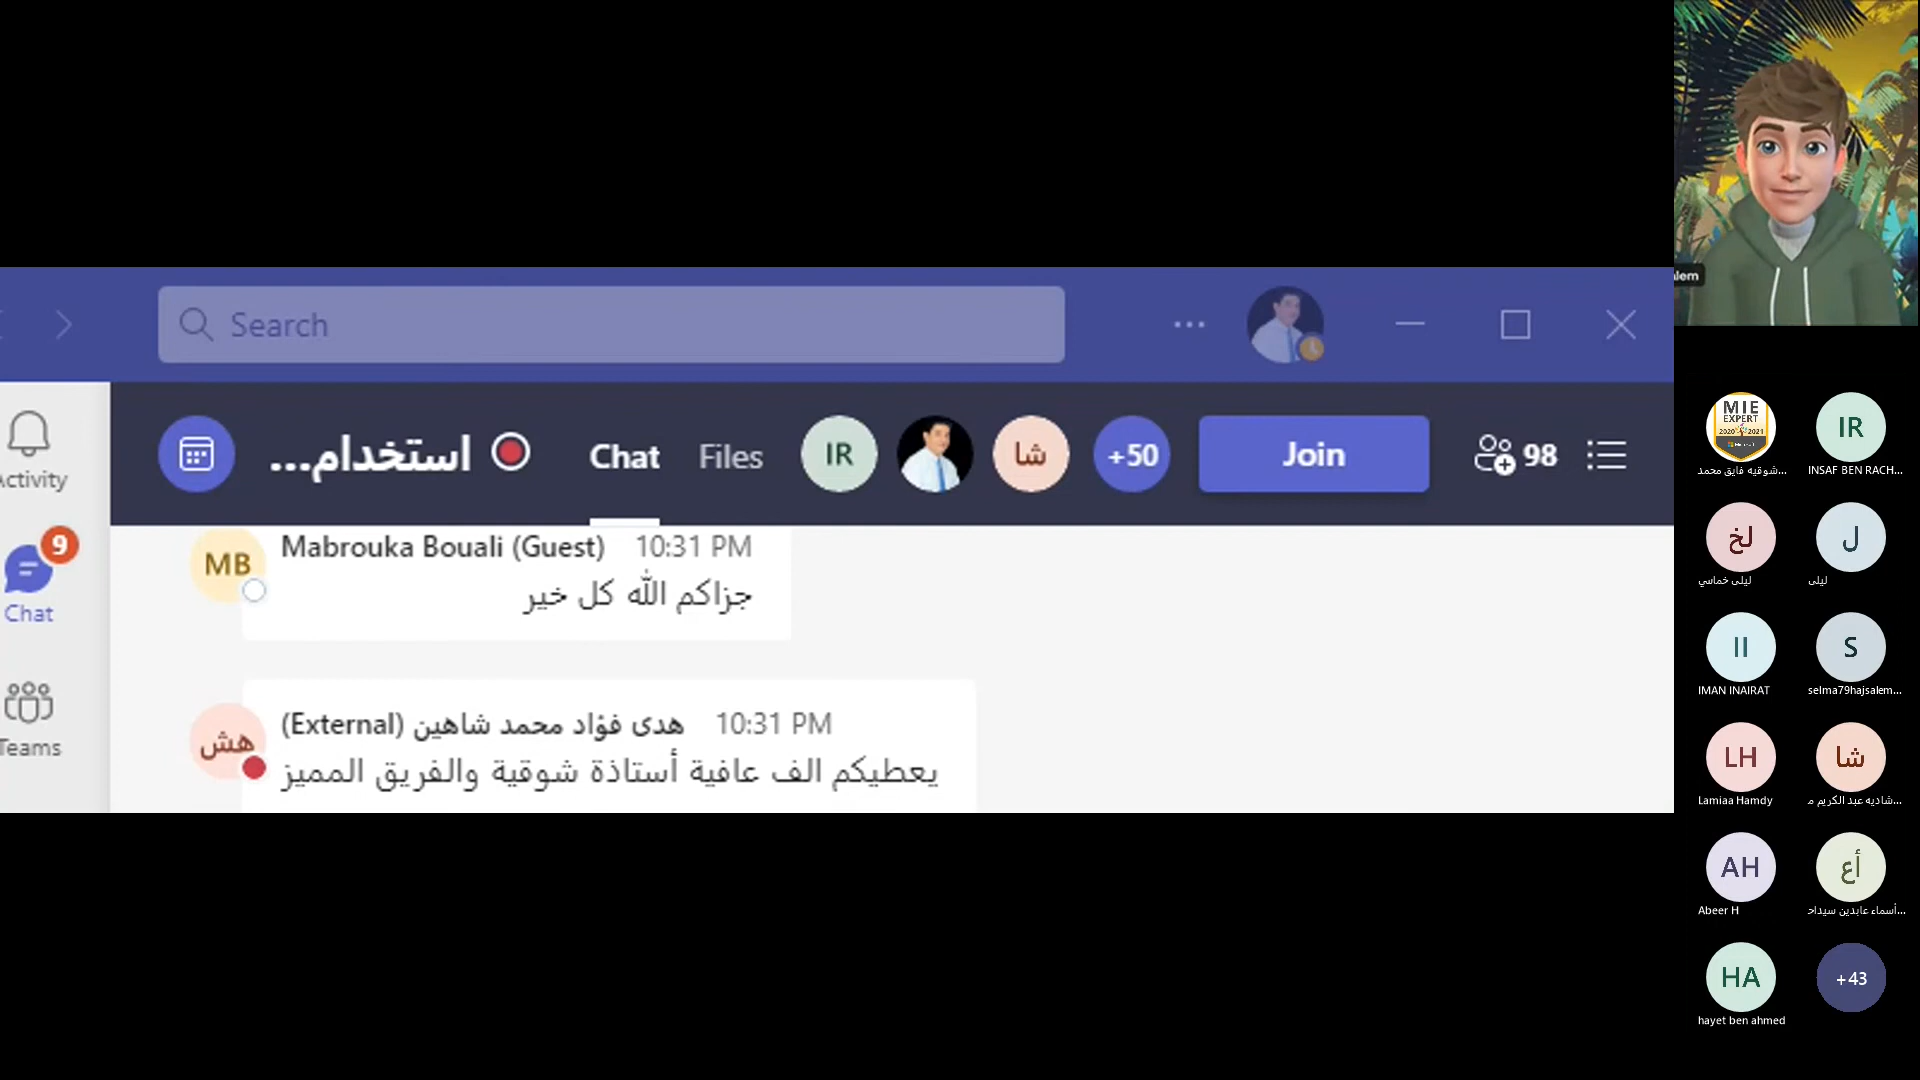 Search
استخدام...
Chat
Files
IR
شا
+50
Join
98
Activity
9
Chat
Teams
MB
Mabrouka Bouali (Guest) 10:31 PM
جزاكم الله كل خير
هش
هدى فؤاد محمد شاهين (External) 10:31 PM
يعطيكم الف عافية أستاذة شوقية والفريق المميز
lem
MIE
EXPERT
2020 2021
شوقيه فايق محمد...
IR
INSAF BEN RACH...
لخ
ليلى خماسي
ل
ليلى
II
IMAN INAIRAT
S
selma79hajsalem...
LH
Lamiaa Hamdy
شا
شاديه عبد الكريم م...
AH
Abeer H
أع
أسماء عابدين سيداح...
HA
hayet ben ahmed
+43